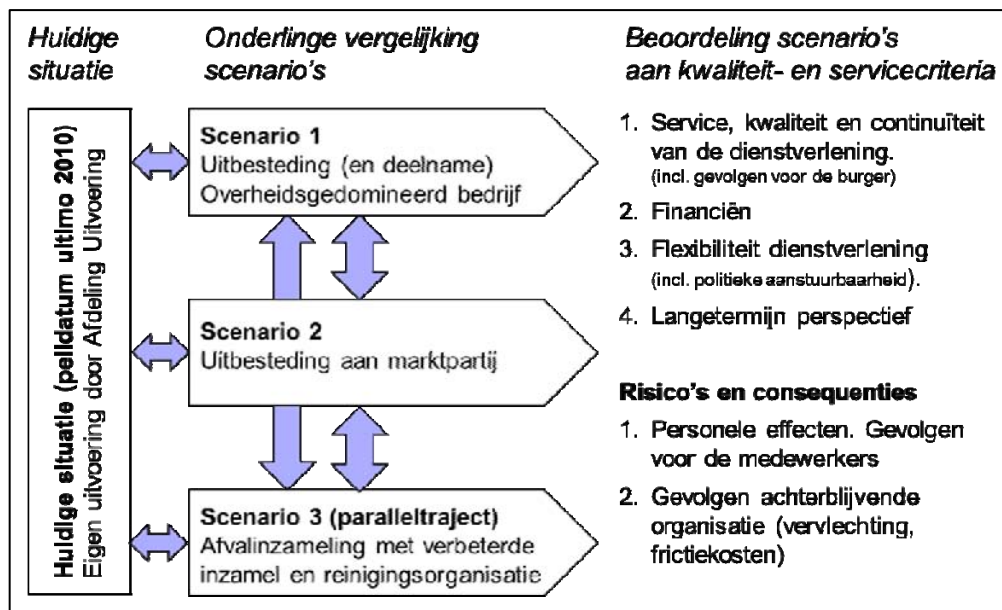 Huidige
situatie
Onderlinge vergelijking
scenario's
Beoordeling scenario's
aan kwaliteit- en servicecriteria
Huidige situatie (peildatum ultimo 2010)
Eigen uitvoering door Afdeling Uitvoering
Scenario 1
Uitbesteding (en deelname)
Overheidsgedomineerd bedrijf
Scenario 2
Uitbesteding aan marktpartij
Scenario 3 (paralleltraject)
Afvalinzameling met verbeterde
inzamel en reinigingsorganisatie
1. Service, kwaliteit en continuïteit
van de dienstverlening.
(incl. gevolgen voor de burger)
2. Financiën
3. Flexibiliteit dienstverlening
(incl. politieke aanstuurbaarheid).
4. Langetermijn perspectief
Risico's en consequenties
1. Personele effecten. Gevolgen
voor de medewerkers
2. Gevolgen achterblijvende
organisatie (vervlechting,
frictiekosten)